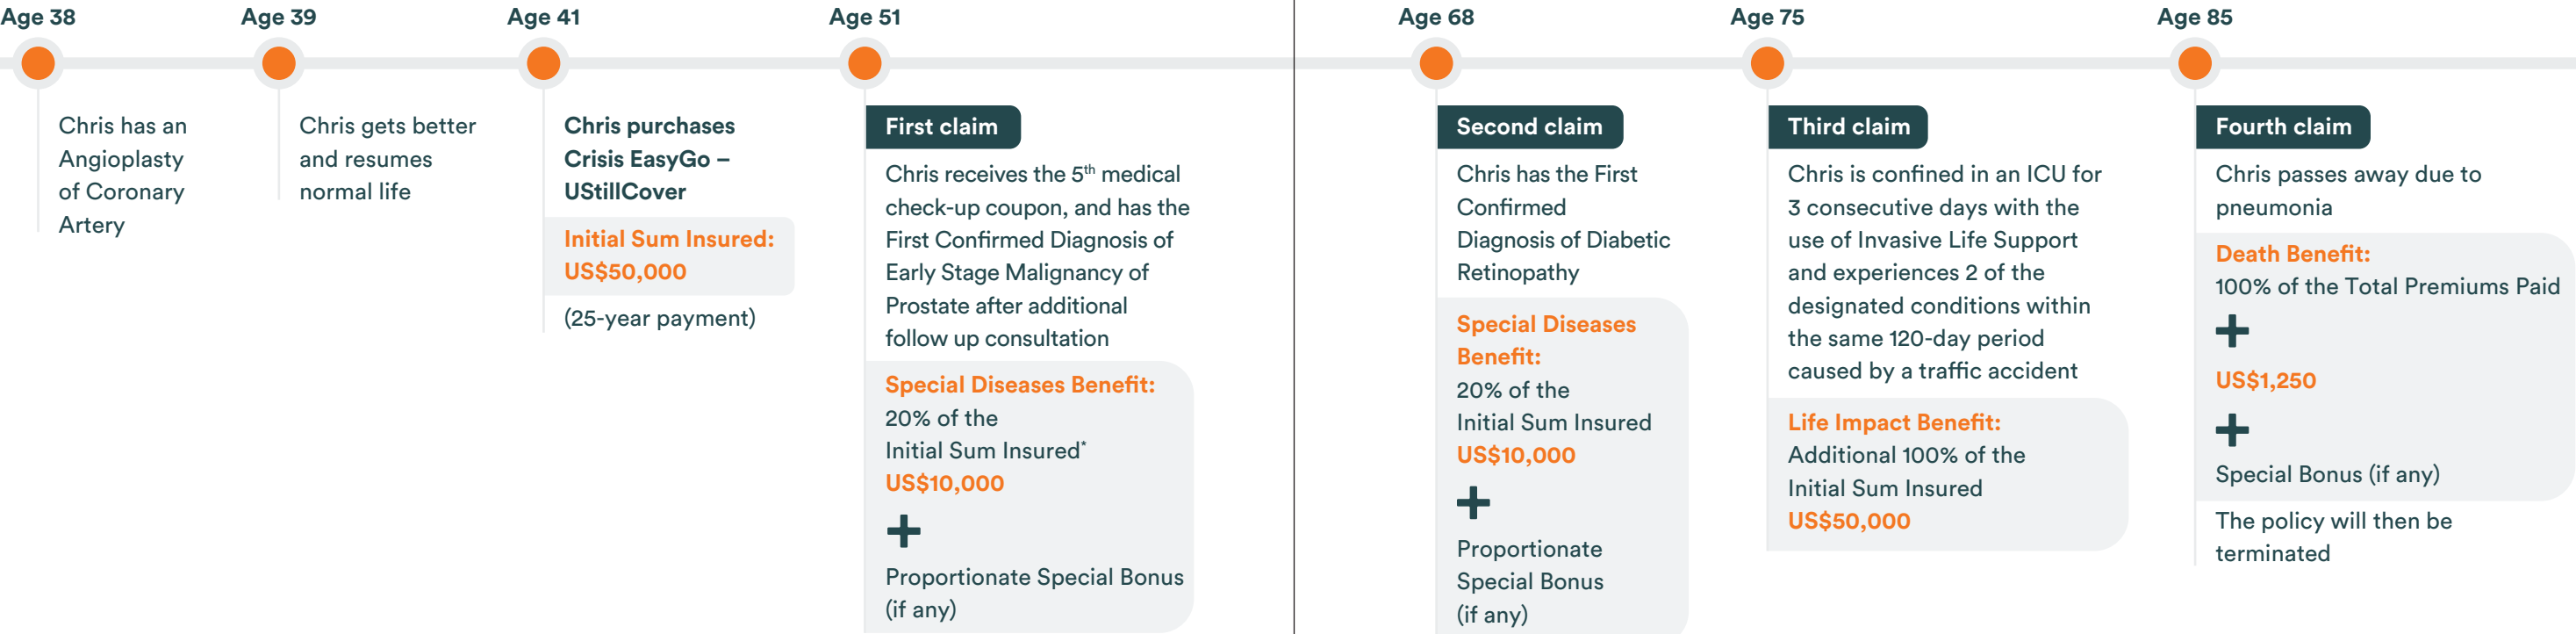 Age 38
Chris has an
Angioplasty
of Coronary
Artery
Age 39
Chris gets better
and resumes
normal life
Age 41
Chris purchases
Crisis EasyGo –
UStillCover
Initial Sum Insured:
US$50,000
(25-year payment)
Age 51
First claim
Chris receives the 5th medical
check-up coupon, and has the
First Confirmed Diagnosis of
Early Stage Malignancy of
Prostate after additional
follow up consultation
Special Diseases Benefit:
20% of the
Initial Sum Insured*
US$10,000
+
Proportionate Special Bonus
(if any)
Age 68
Second claim
Chris has the First
Confirmed
Diagnosis of Diabetic
Retinopathy
Special Diseases
Benefit:
20% of the
Initial Sum Insured
US$10,000
+
Proportionate
Special Bonus
(if any)
Age 75
Third claim
Chris is confined in an ICU for
3 consecutive days with the
use of Invasive Life Support
and experiences 2 of the
designated conditions within
the same 120-day period
caused by a traffic accident
Life Impact Benefit:
Additional 100% of the
Initial Sum Insured
US$50,000
Age 85
Fourth claim
Chris passes away due to
pneumonia
Death Benefit:
100% of the Total Premiums Paid
+
US$1,250
+
Special Bonus (if any)
The policy will then be
terminated